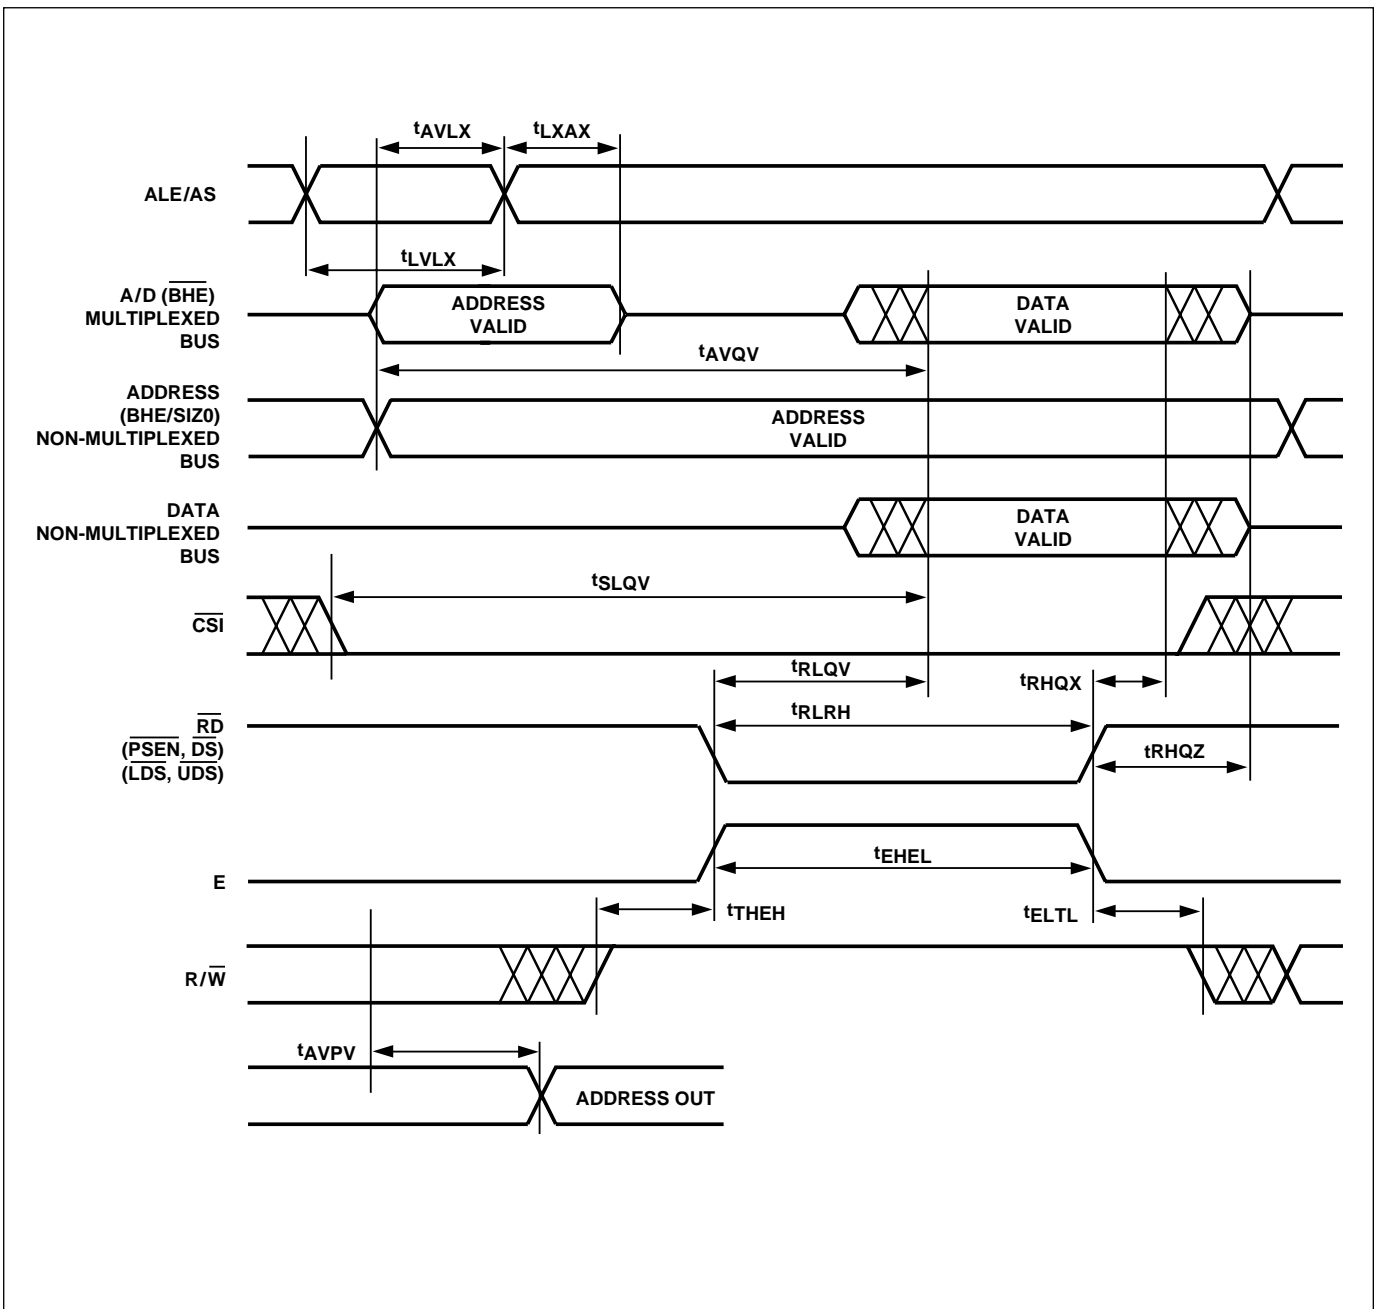 tAVLX
tLXAX
ALE/AS
tLVLX
A/D (BHE)
MULTIPLEXED
BUS
ADDRESS
VALID
DATA
VALID
tAVQV
ADDRESS
(BHE/SIZ0)
NON-MULTIPLEXED
BUS
ADDRESS
VALID
DATA
NON-MULTIPLEXED
BUS
DATA
VALID
tSLQV
CSI
tRLQV
tRHQX
tRLRH
RD
(PSEN, DS)
(LDS, UDS)
tRHQZ
tEHEL
E
tTHEH
tELTL
R/W
tAVPV
ADDRESS OUT